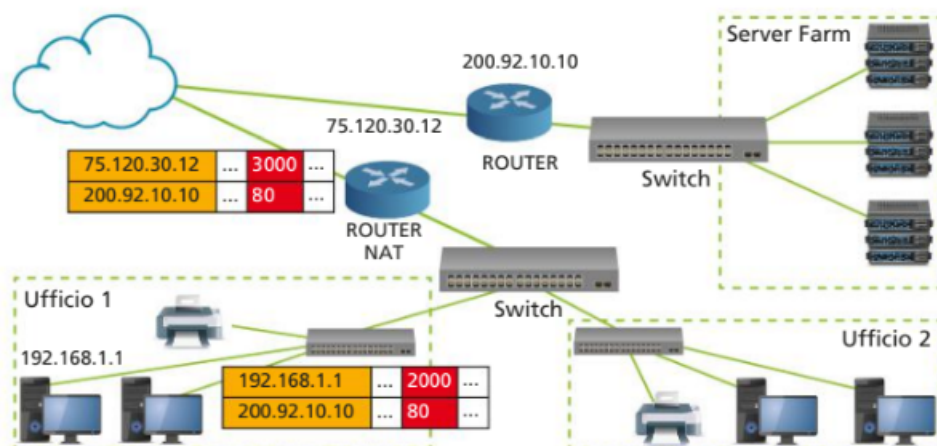 Server Farm
200.92.10.10
75.120.30.12
ROUTER
Switch
75.120.30.12 ... 3000 ...
200.92.10.10 ... 80 ...
ROUTER
NAT
Switch
Ufficio 1
192.168.1.1
192.168.1.1 ... 2000 ...
200.92.10.10 ... 80 ...
Ufficio 2